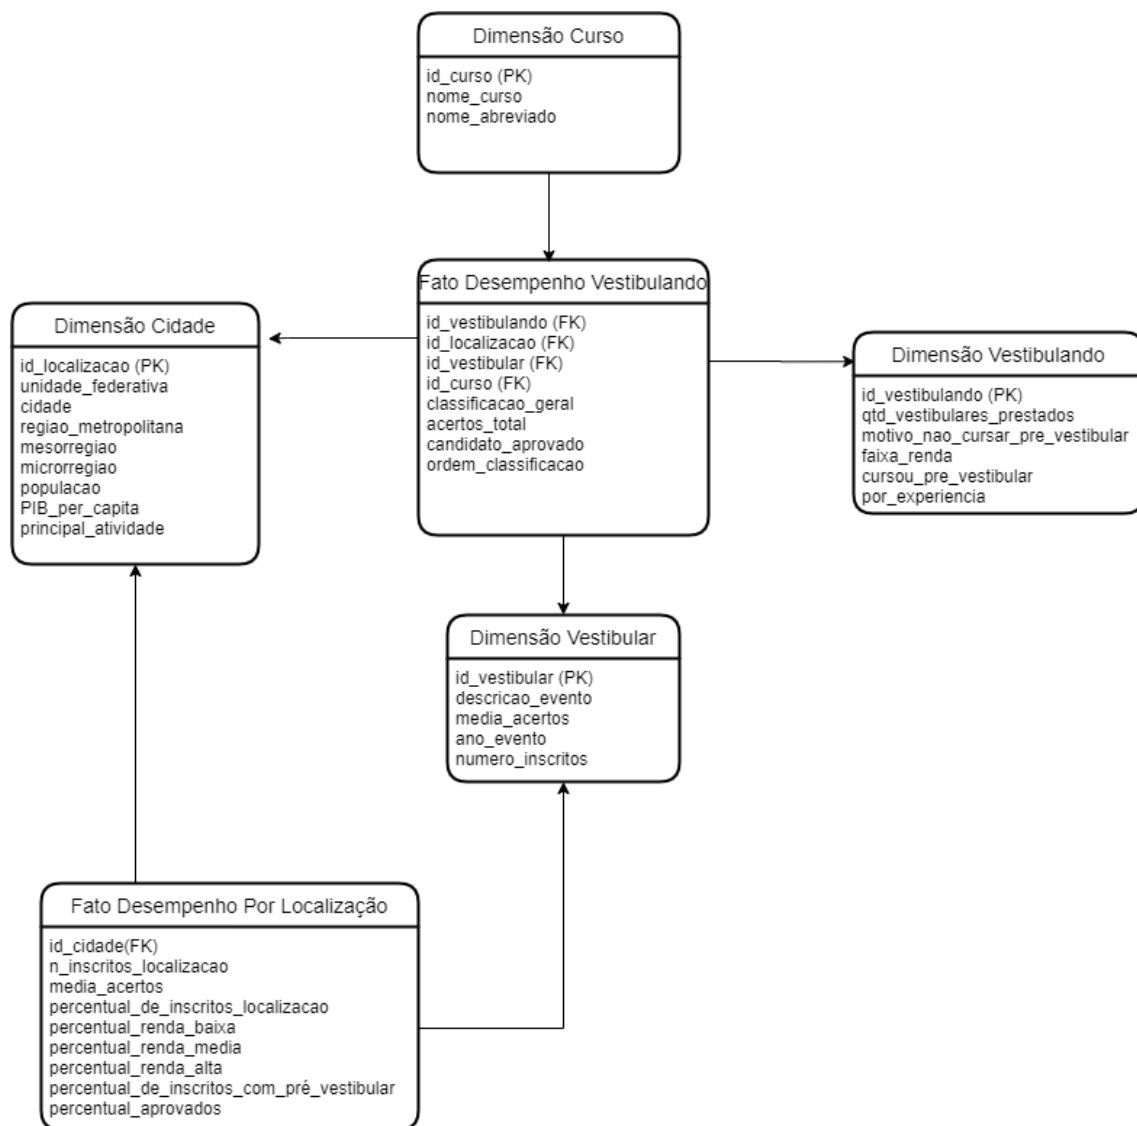 Dimensão Curso
id_curso (PK)
nome_curso
nome_abreviado
Fato Desempenho Vestibulando
id_vestibulando (FK)
id_localizacao (FK)
id_vestibular (FK)
id_curso (FK)
classificacao_geral
acertos_total
candidato_aprovado
ordem_classificacao
Dimensão Cidade
id_localizacao (PK)
unidade_federativa
cidade
regiao_metropolitana
mesorregiao
microrregiao
populacao
PIB_per_capita
principal_atividade
Dimensão Vestibulando
id_vestibulando (PK)
qtd_vestibulares_prestados
motivo_nao_cursar_pre_vestibular
faixa_renda
cursou_pre_vestibular
por_experiencia
Dimensão Vestibular
id_vestibular (PK)
descricao_evento
media_acertos
ano_evento
numero_inscritos
Fato Desempenho Por Localização
id_cidade(FK)
n_inscritos_localizacao
media_acertos
percentual_de_inscritos_localizacao
percentual_renda_baixa
percentual_renda_media
percentual_renda_alta
percentual_de_inscritos_com_pré_vestibular
percentual_aprovados